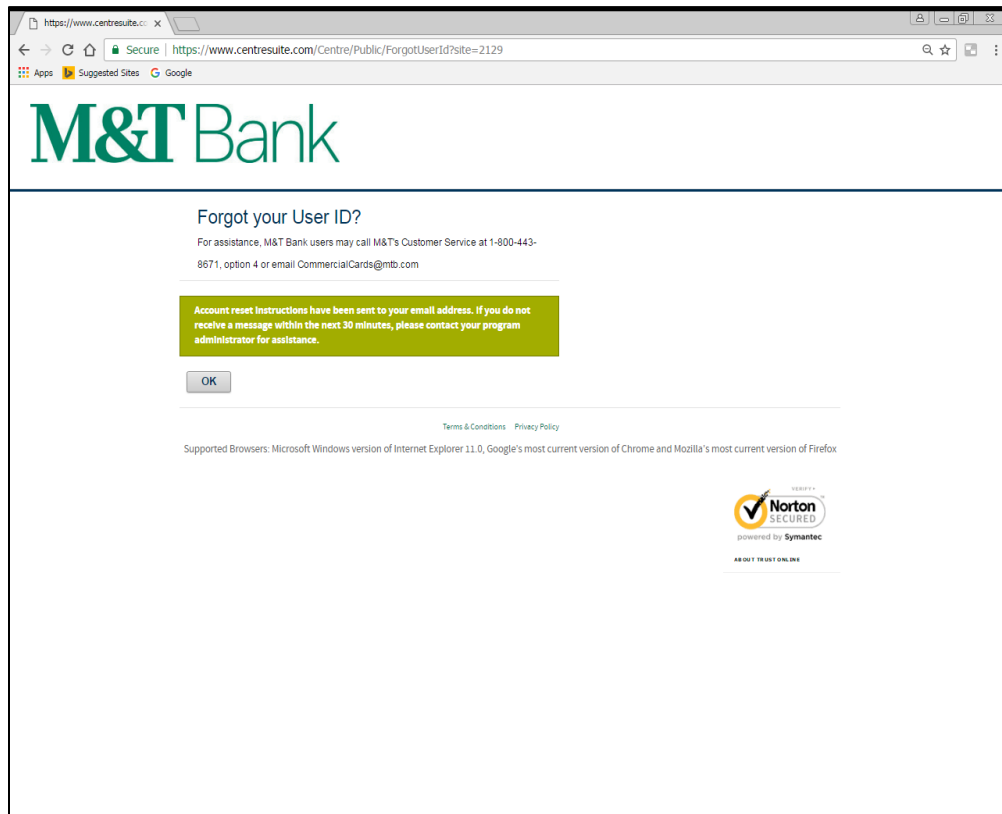 https://www.centresuite.cc
Secure | https://www.centresuite.com/Centre/Public/ForgotUserId?site=2129
Apps Suggested Sites Google
M&T Bank
Forgot your User ID?
For assistance, M&T Bank users may call M&T's Customer Service at 1-800-443-
8671, option 4 or email CommercialCards@mtb.com
Account reset instructions have been sent to your email address. If you do not
receive a message within the next 30 minutes, please contact your program
administrator for assistance.
OK
Terms & Conditions Privacy Policy
Supported Browsers: Microsoft Windows version of Internet Explorer 11.0, Google's most current version of Chrome and Mozilla's most current version of Firefox
VERIFY
Norton
SECURED
powered by Symantec
ABOUT TRUST ONLINE